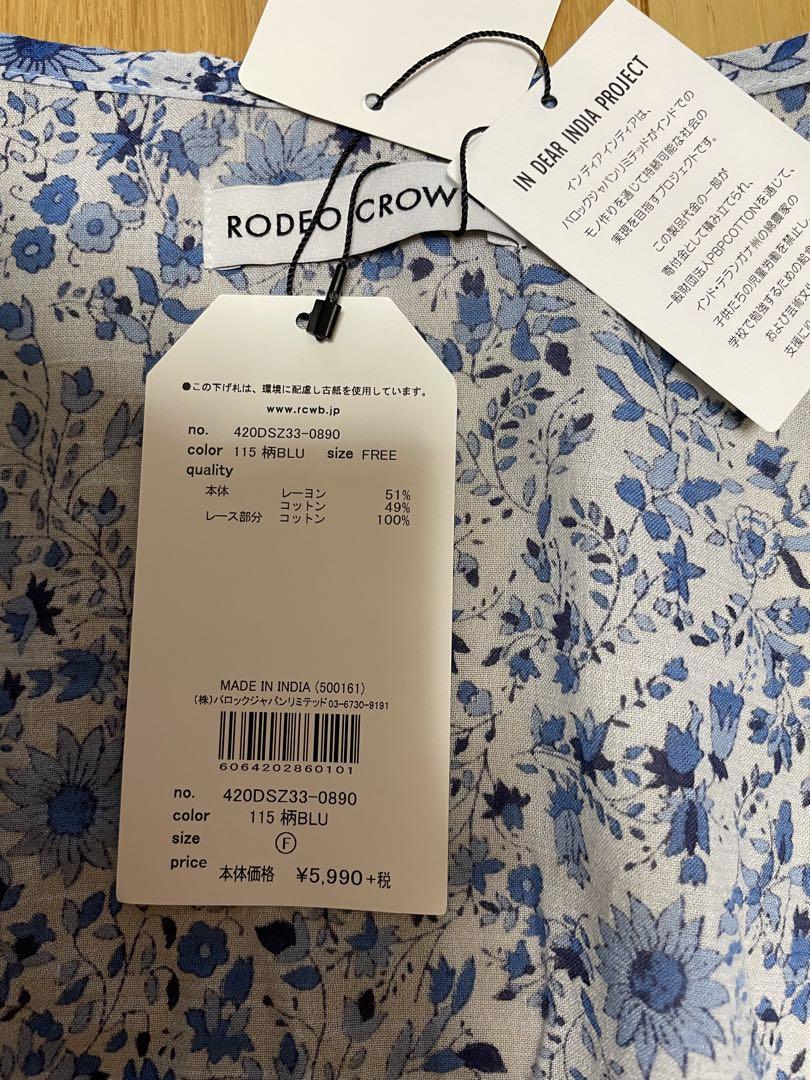 IN DEAR INDIA PROJECT
インディアインディアは、
バロックジャパンリミテッドがインドでの
モノ作りを通じて持続可能な社会の
実現を目指すプロジェクトです。
この製品代金の一部が
寄付金として積み立てられ、
一般財団法人PBPCOTTONを通じて、
インド・テランガナ州の綿農家の
子供たちの児童労働を禁止し
学校で勉強するための給食
および芸術文
支援に
RODEO CROW
●この下げ札は、環境に配慮し古紙を使用しています。
www.rcwb.jp
no. 420DSZ33-0890
color 115 柄BLU size FREE
quality
本体 レーヨン 51%
コットン 49%
レース部分 コットン 100%
MADE IN INDIA (500161)
(株)バロックジャパンリミテッド03-6730-9191
6064202860101
no. 420DSZ33-0890
color 115 柄BLU
size F
price 本体価格 ¥5,990+税